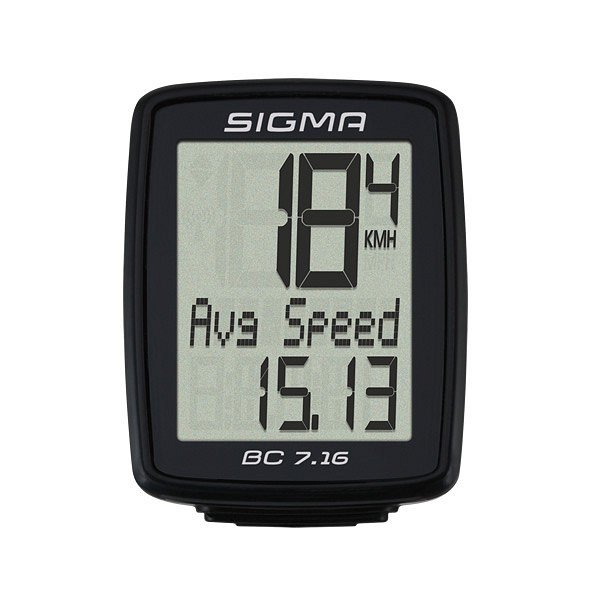 SIGMA
18 4
KMH
Avg Speed
15.13
BC 7.16